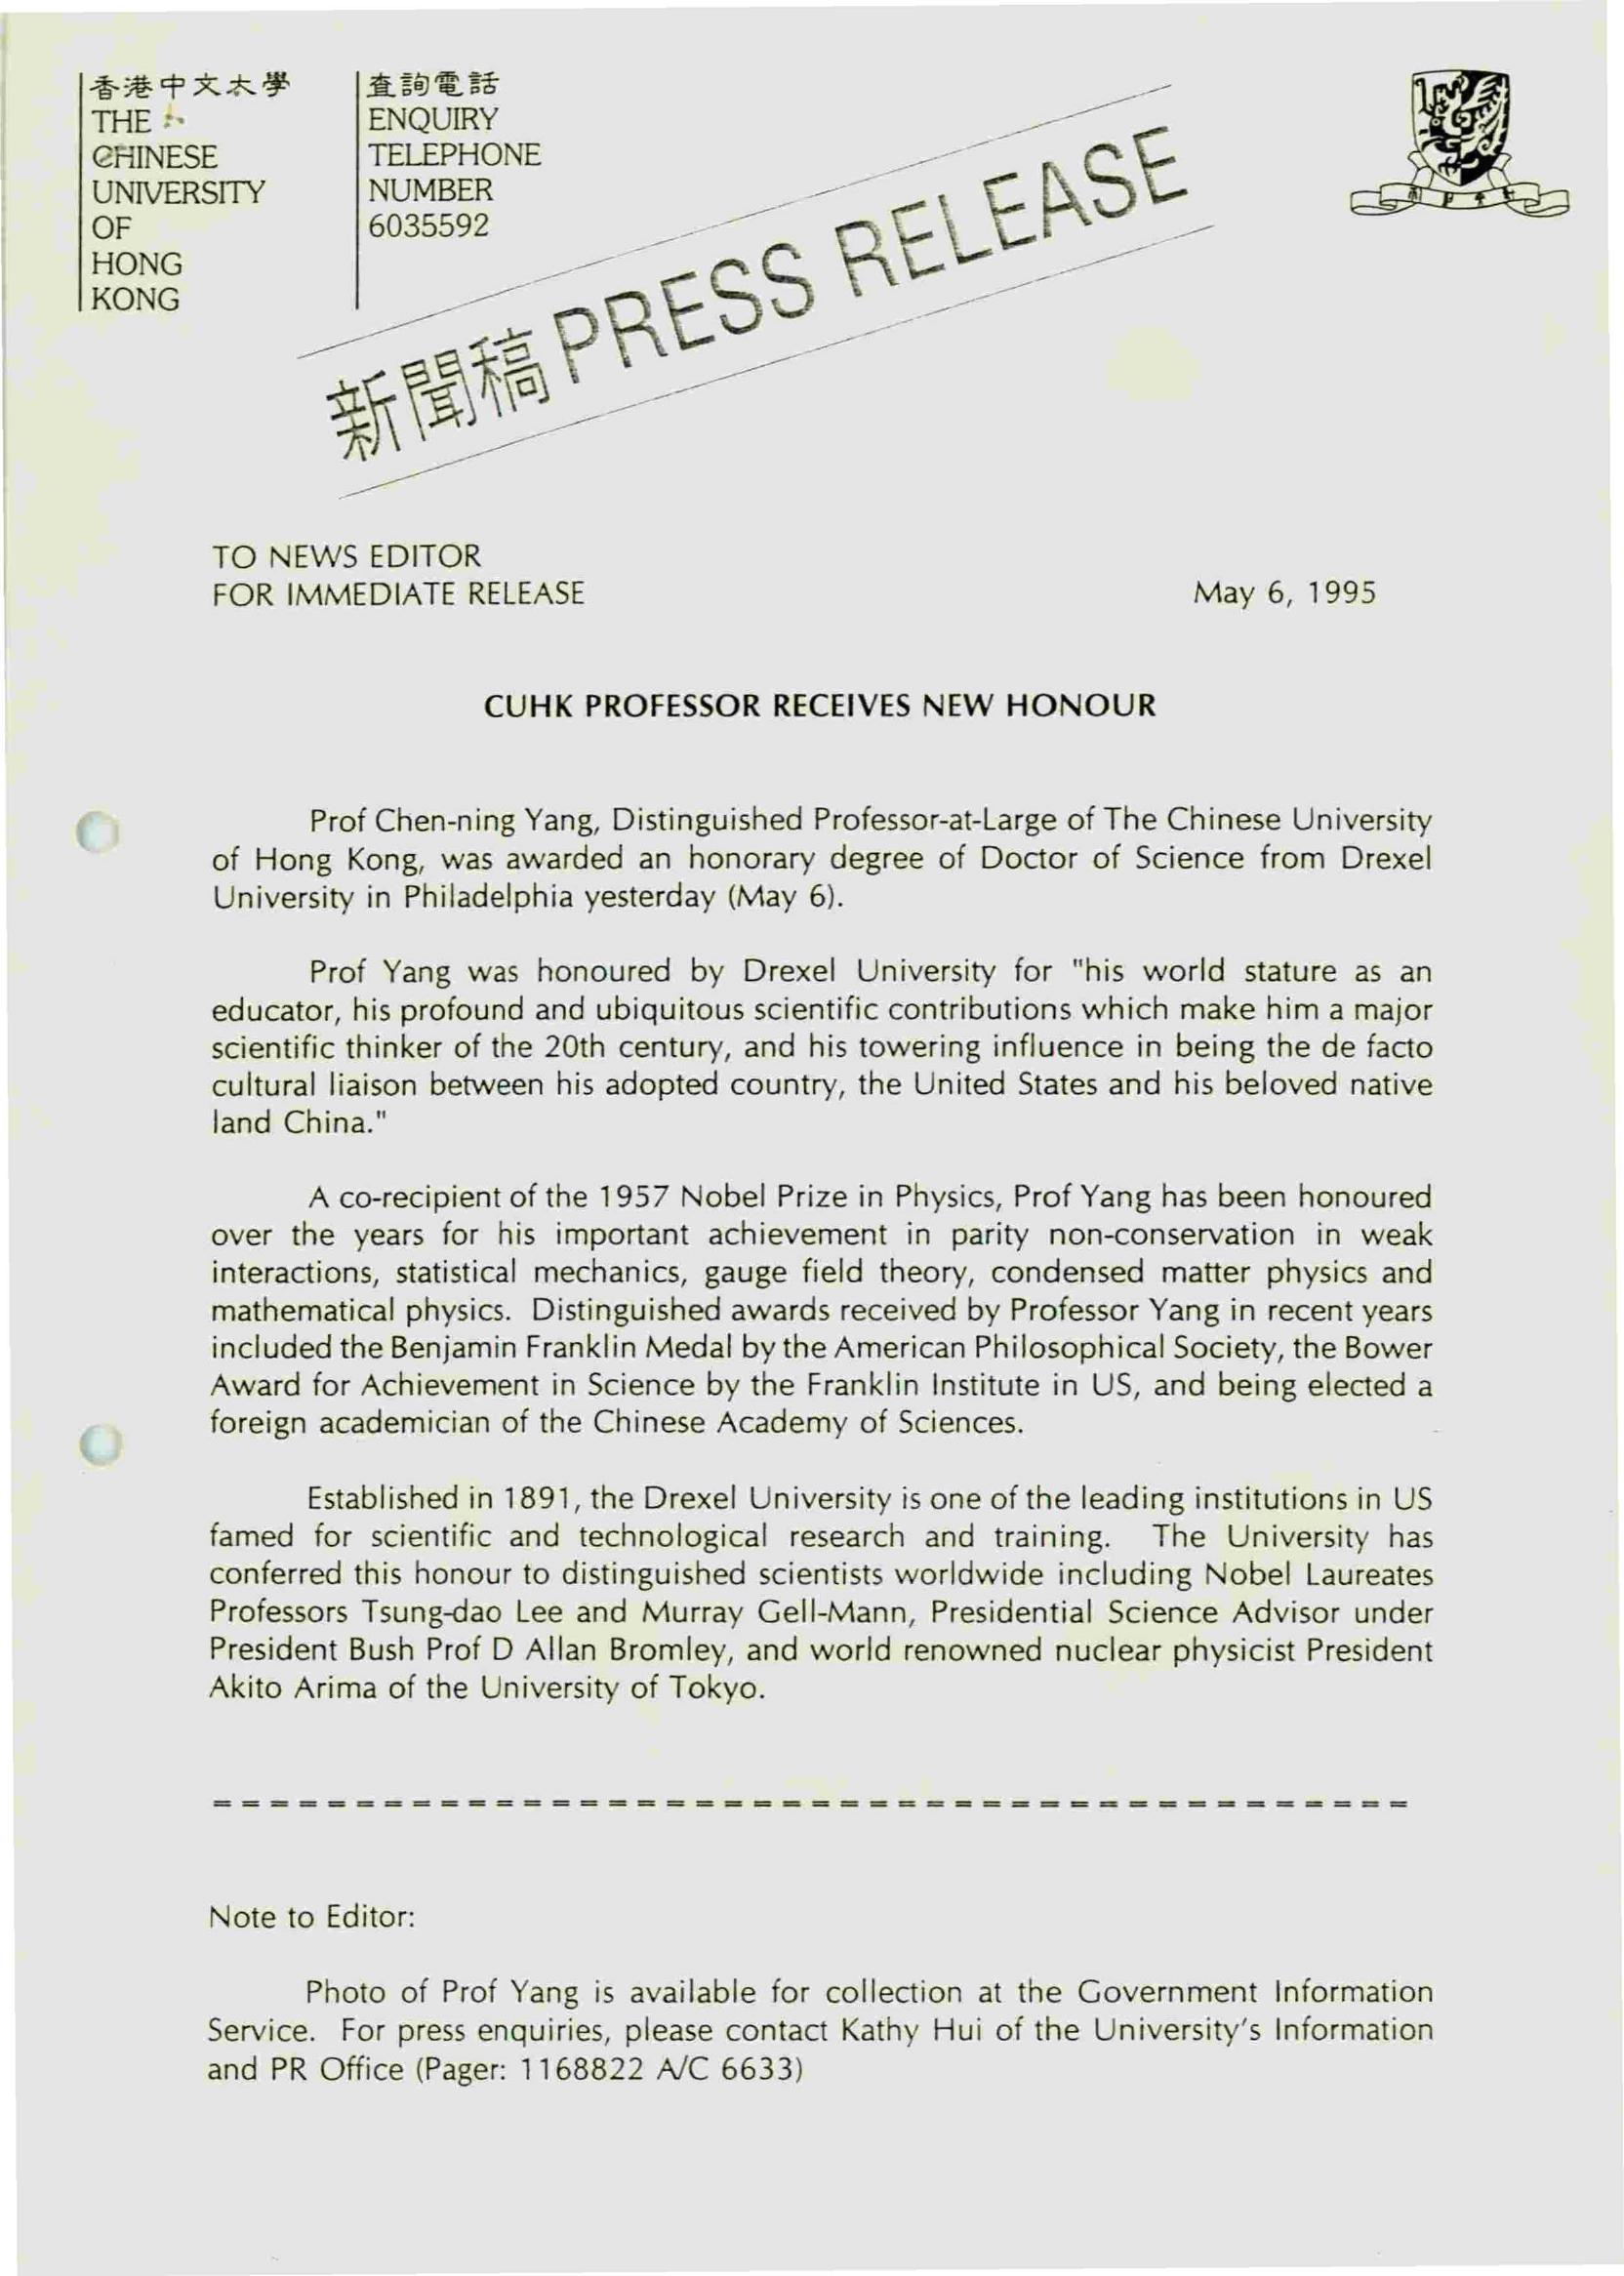 香港中文大學
THE
CHINESE
UNIVERSITY
OF
HONG
KONG
查詢電話
ENQUIRY
TELEPHONE
NUMBER
6035592
新聞稿 PRESS RELEASE
TO NEWS EDITOR
FOR IMMEDIATE RELEASE
May 6, 1995
CUHK PROFESSOR RECEIVES NEW HONOUR
Prof Chen-ning Yang, Distinguished Professor-at-Large of The Chinese University
of Hong Kong, was awarded an honorary degree of Doctor of Science from Drexel
University in Philadelphia yesterday (May 6).
Prof Yang was honoured by Drexel University for "his world stature as an
educator, his profound and ubiquitous scientific contributions which make him a major
scientific thinker of the 20th century, and his towering influence in being the de facto
cultural liaison between his adopted country, the United States and his beloved native
land China."
A co-recipient of the 1957 Nobel Prize in Physics, Prof Yang has been honoured
over the years for his important achievement in parity non-conservation in weak
interactions, statistical mechanics, gauge field theory, condensed matter physics and
mathematical physics. Distinguished awards received by Professor Yang in recent years
included the Benjamin Franklin Medal by the American Philosophical Society, the Bower
Award for Achievement in Science by the Franklin Institute in US, and being elected a
foreign academician of the Chinese Academy of Sciences.
Established in 1891, the Drexel University is one of the leading institutions in US
famed for scientific and technological research and training. The University has
conferred this honour to distinguished scientists worldwide including Nobel Laureates
Professors Tsung-dao Lee and Murray Gell-Mann, Presidential Science Advisor under
President Bush Prof D Allan Bromley, and world renowned nuclear physicist President
Akito Arima of the University of Tokyo.
Note to Editor:
Photo of Prof Yang is available for collection at the Government Information
Service. For press enquiries, please contact Kathy Hui of the University's Information
and PR Office (Pager: 1168822 A/C 6633)